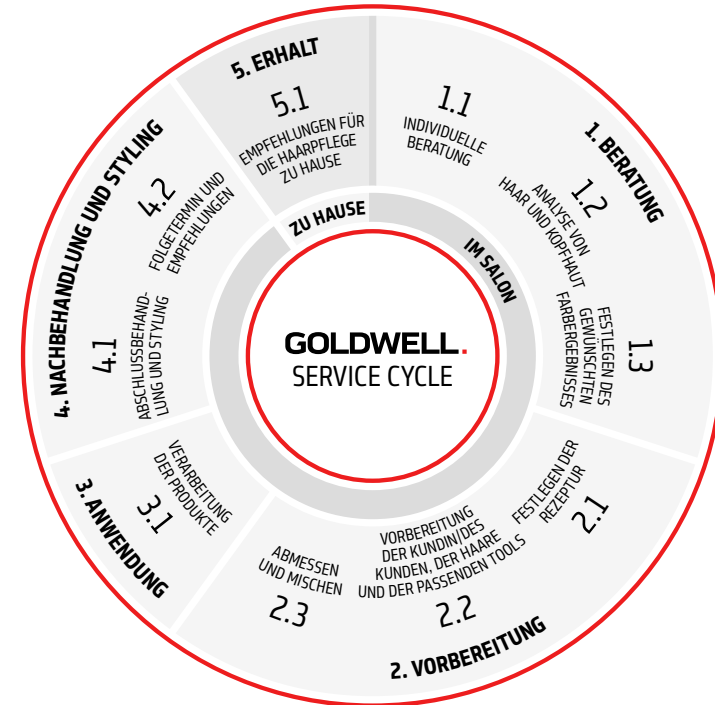 GOLDWELL.
SERVICE CYCLE
IM SALON
ZU HAUSE
1. BERATUNG
1.1
INDIVIDUELLE
BERATUNG
1.2
ANALYSE VON
HAAR UND KOPFHAUT
1.3
FESTLEGEN DES
GEWÜNSCHTEN
FARBERGEBNISSES
2. VORBEREITUNG
2.1
FESTLEGEN DER
REZEPTUR
2.2
VORBEREITUNG
DER KUNDIN/DES
KUNDEN, DER HAARE
UND DER PASSENDEN TOOLS
2.3
ABMESSEN
UND MISCHEN
3. ANWENDUNG
3.1
VERARBEITUNG
DER PRODUKTE
4. NACHBEHANDLUNG UND STYLING
4.1
ABSCHLUSSBEHAND-
LUNG UND STYLING
4.2
FOLGETERMIN UND
EMPFEHLUNGEN
5. ERHALT
5.1
EMPFEHLUNGEN FÜR
DIE HAARPFLEGE
ZU HAUSE